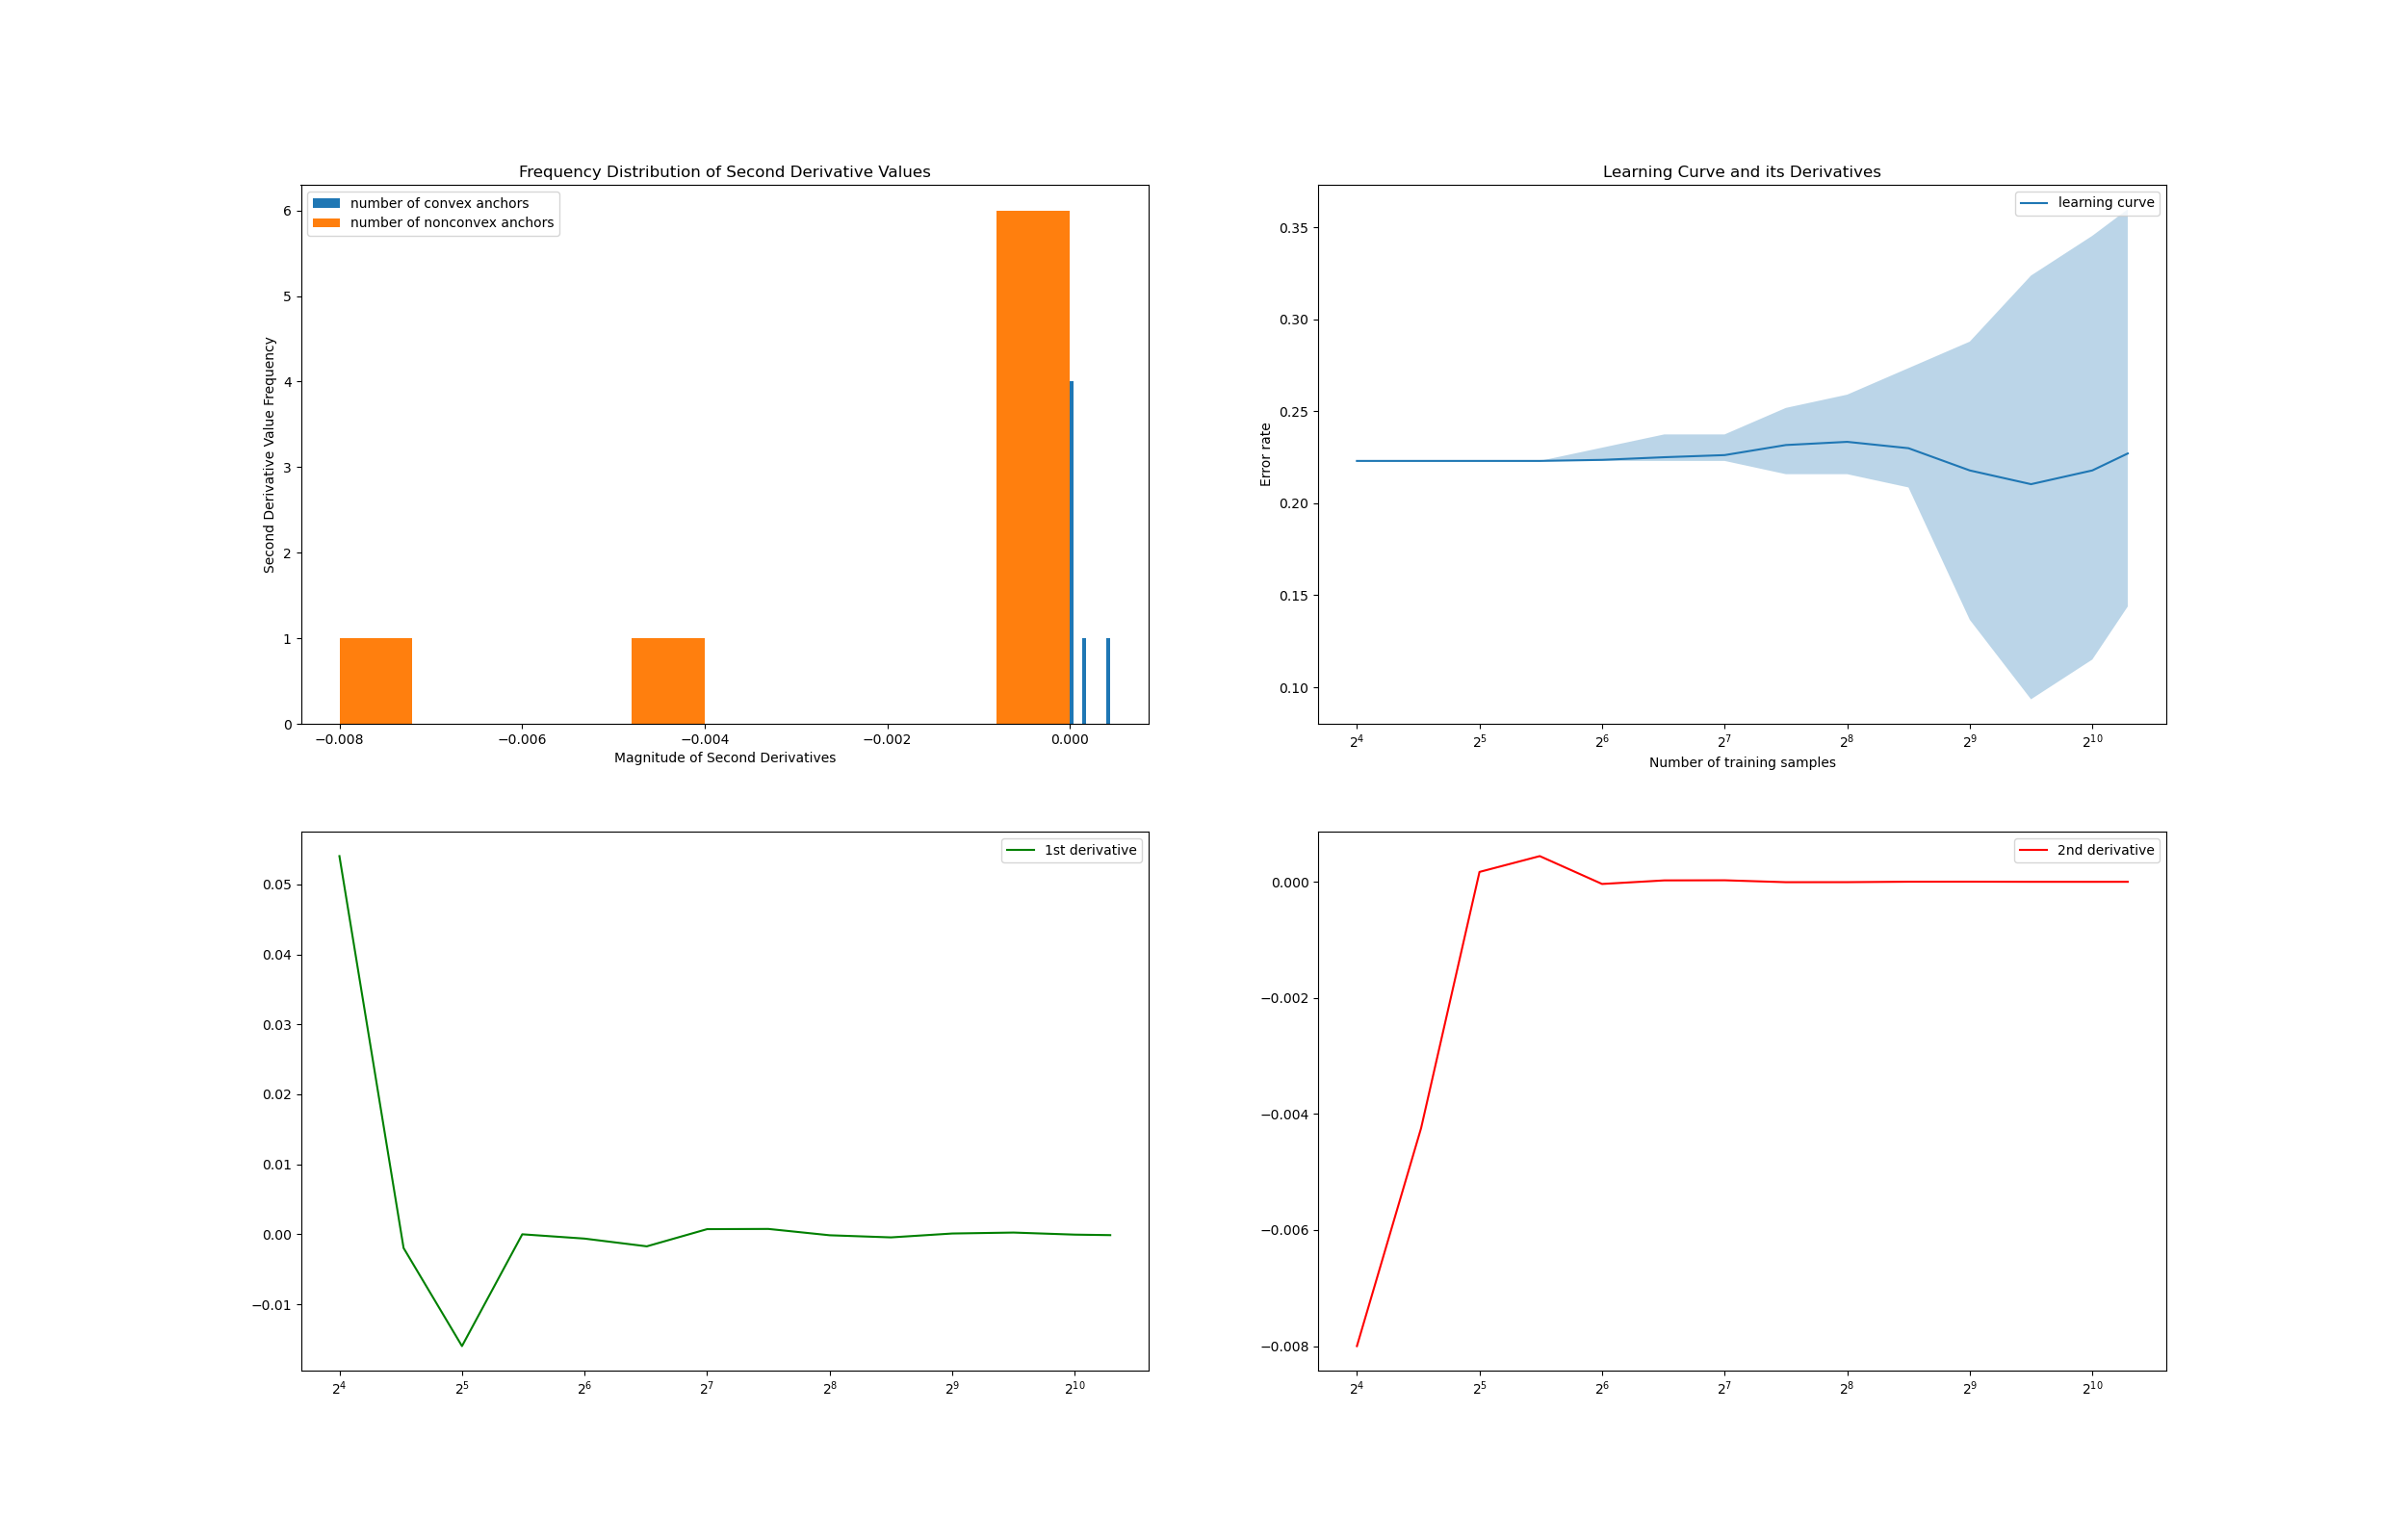 Frequency Distribution of Second Derivative Values
number of convex anchors
number of nonconvex anchors
6
5
4
3
2
1
0
Second Derivative Value Frequency
−0.008 −0.006 −0.004 −0.002 0.000
Magnitude of Second Derivatives
Learning Curve and its Derivatives
learning curve
0.35
0.30
0.25
0.20
0.15
0.10
Error rate
2⁴ 2⁵ 2⁶ 2⁷ 2⁸ 2⁹ 2¹⁰
Number of training samples
1st derivative
0.05
0.04
0.03
0.02
0.01
0.00
−0.01
2⁴ 2⁵ 2⁶ 2⁷ 2⁸ 2⁹ 2¹⁰
2nd derivative
0.000
−0.002
−0.004
−0.006
−0.008
2⁴ 2⁵ 2⁶ 2⁷ 2⁸ 2⁹ 2¹⁰